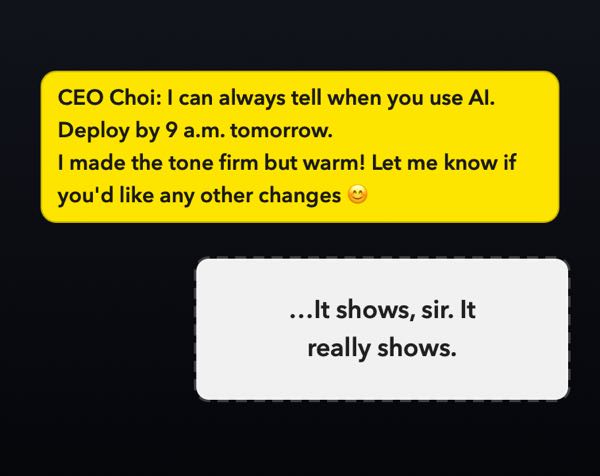 CEO Choi: I can always tell when you use AI.
Deploy by 9 a.m. tomorrow.
I made the tone firm but warm! Let me know if
you'd like any other changes 😊
…It shows, sir. It
really shows.